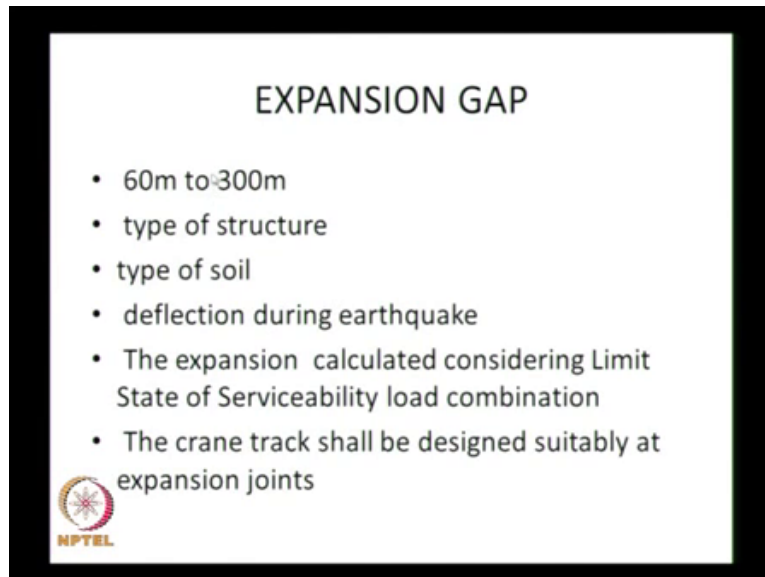 EXPANSION GAP
• 60m to 300m
• type of structure
• type of soil
• deflection during earthquake
• The expansion calculated considering Limit
State of Serviceability load combination
• The crane track shall be designed suitably at
expansion joints
NPTEL